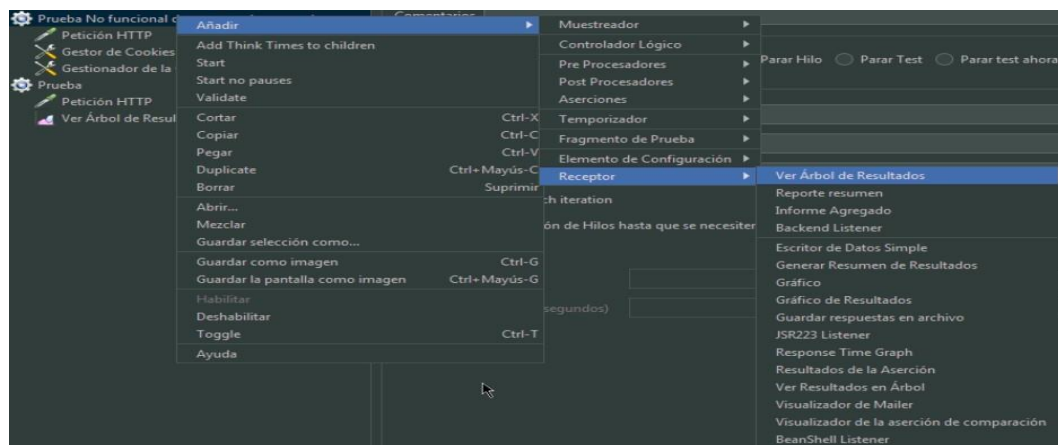 Prueba No funcional
Petición HTTP
Gestor de Cookies
Gestionador de la
Prueba
Petición HTTP
Ver Árbol de Resul
Añadir
Add Think Times to children
Start
Start no pauses
Validate
Cortar Ctrl-X
Copiar Ctrl-C
Pegar Ctrl-V
Duplicate Ctrl+Mayús-C
Borrar Suprimir
Abrir...
Mezclar
Guardar selección como...
Guardar como imagen Ctrl-G
Guardar la pantalla como imagen Ctrl+Mayús-G
Habilitar
Deshabilitar
Toggle Ctrl-T
Ayuda
Comentarios
Muestreador
Controlador Lógico
Pre Procesadores
Post Procesadores
Aserciones
Temporizador
Fragmento de Prueba
Elemento de Configuración
Receptor
Parar Hilo Parar Test Parar test ahora
ch iteration
ón de Hilos hasta que se necesiten
segundos)
Ver Árbol de Resultados
Reporte resumen
Informe Agregado
Backend Listener
Escritor de Datos Simple
Generar Resumen de Resultados
Gráfico
Gráfico de Resultados
Guardar respuestas en archivo
JSR223 Listener
Response Time Graph
Resultados de la Aserción
Ver Resultados en Árbol
Visualizador de Mailer
Visualizador de la aserción de comparación
BeanShell Listener